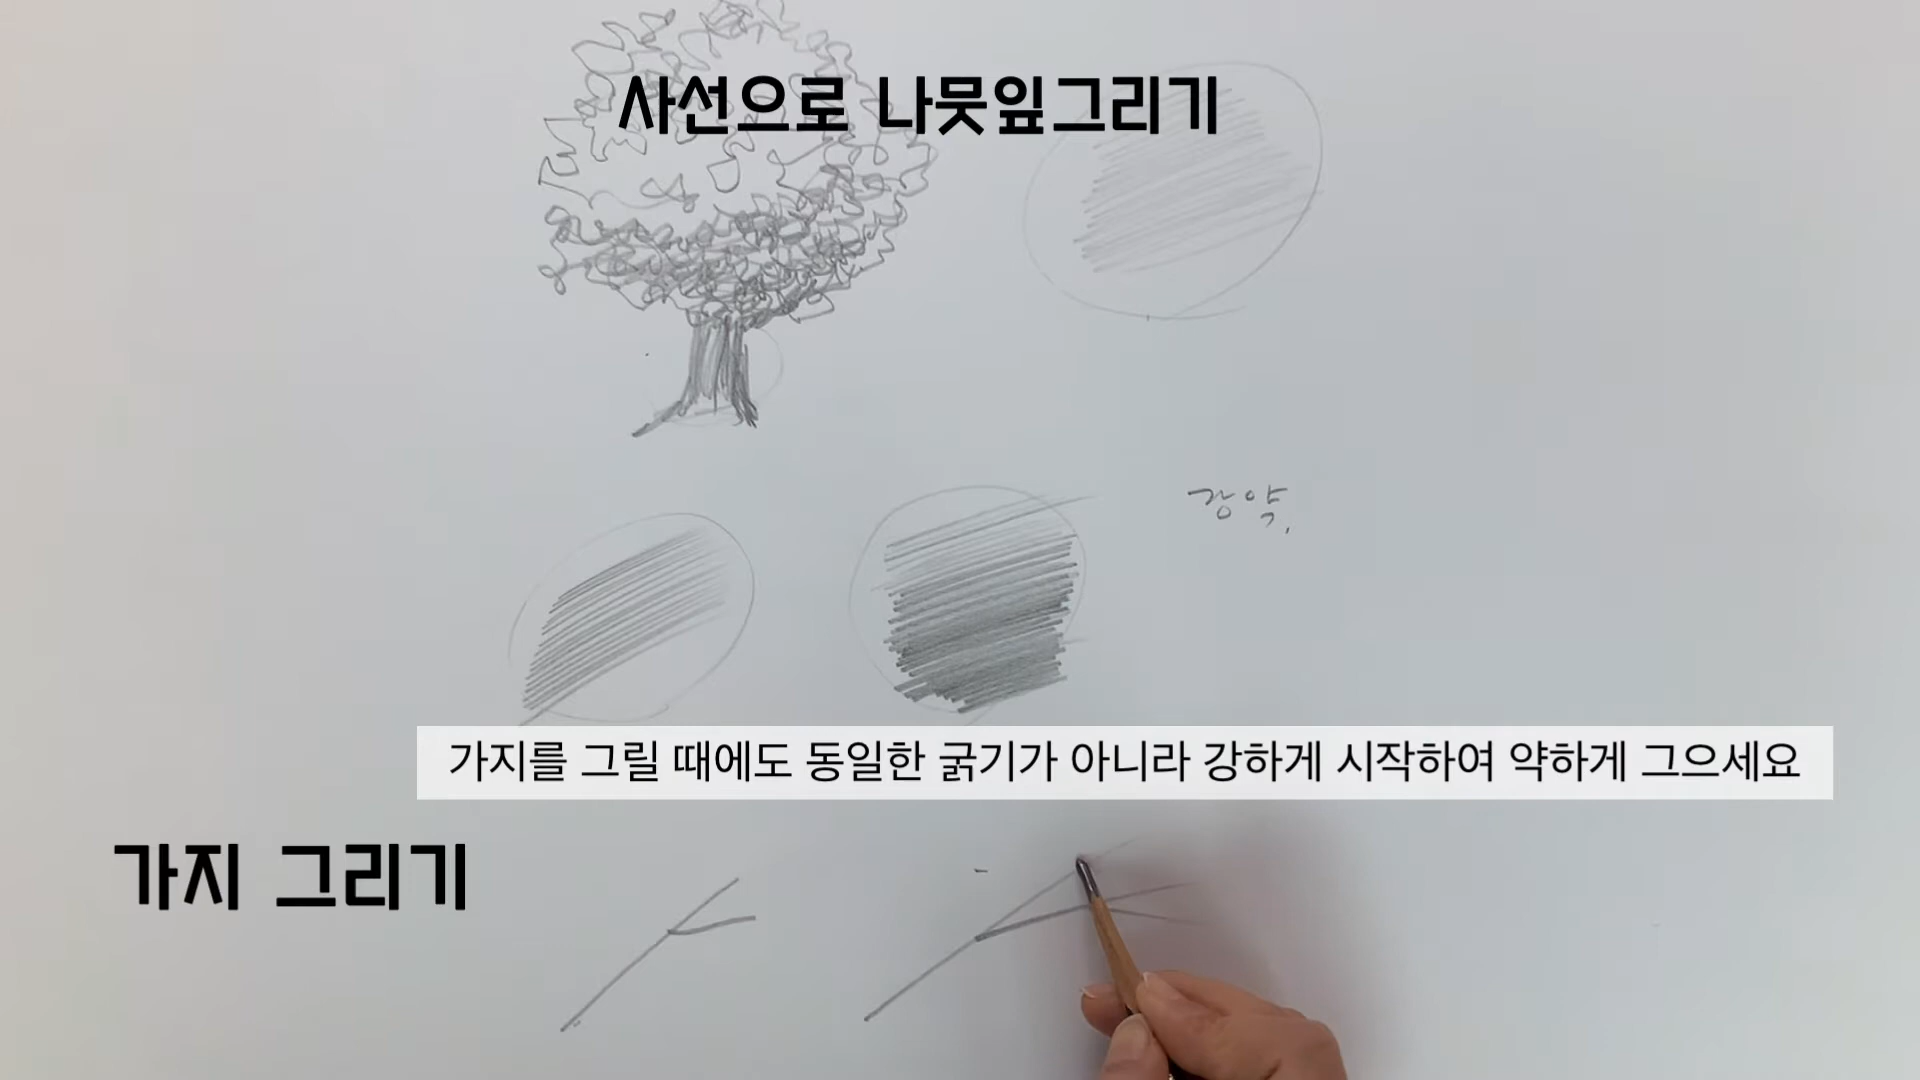 사선으로 나뭇잎그리기
강약.
가지를 그릴 때에도 동일한 굵기가 아니라 강하게 시작하여 약하게 그으세요
가지 그리기